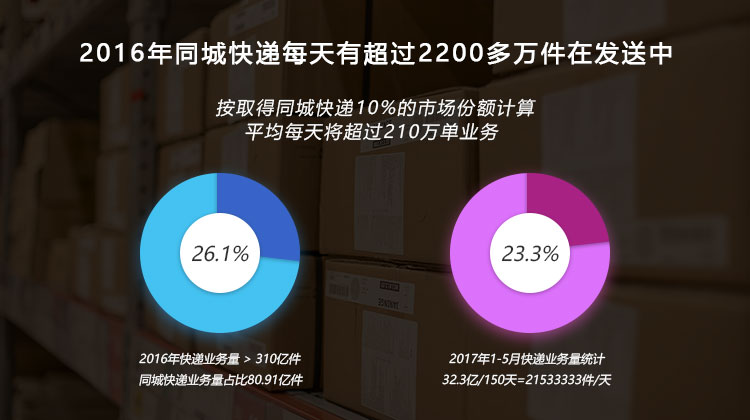 2016年同城快递每天有超过2200多万件在发送中
按取得同城快递10%的市场份额计算
平均每天将超过210万单业务
26.1%
23.3%
2016年快递业务量 > 310亿件
同城快递业务量占比80.91亿件
2017年1-5月快递业务量统计
32.3亿/150天=21533333件/天